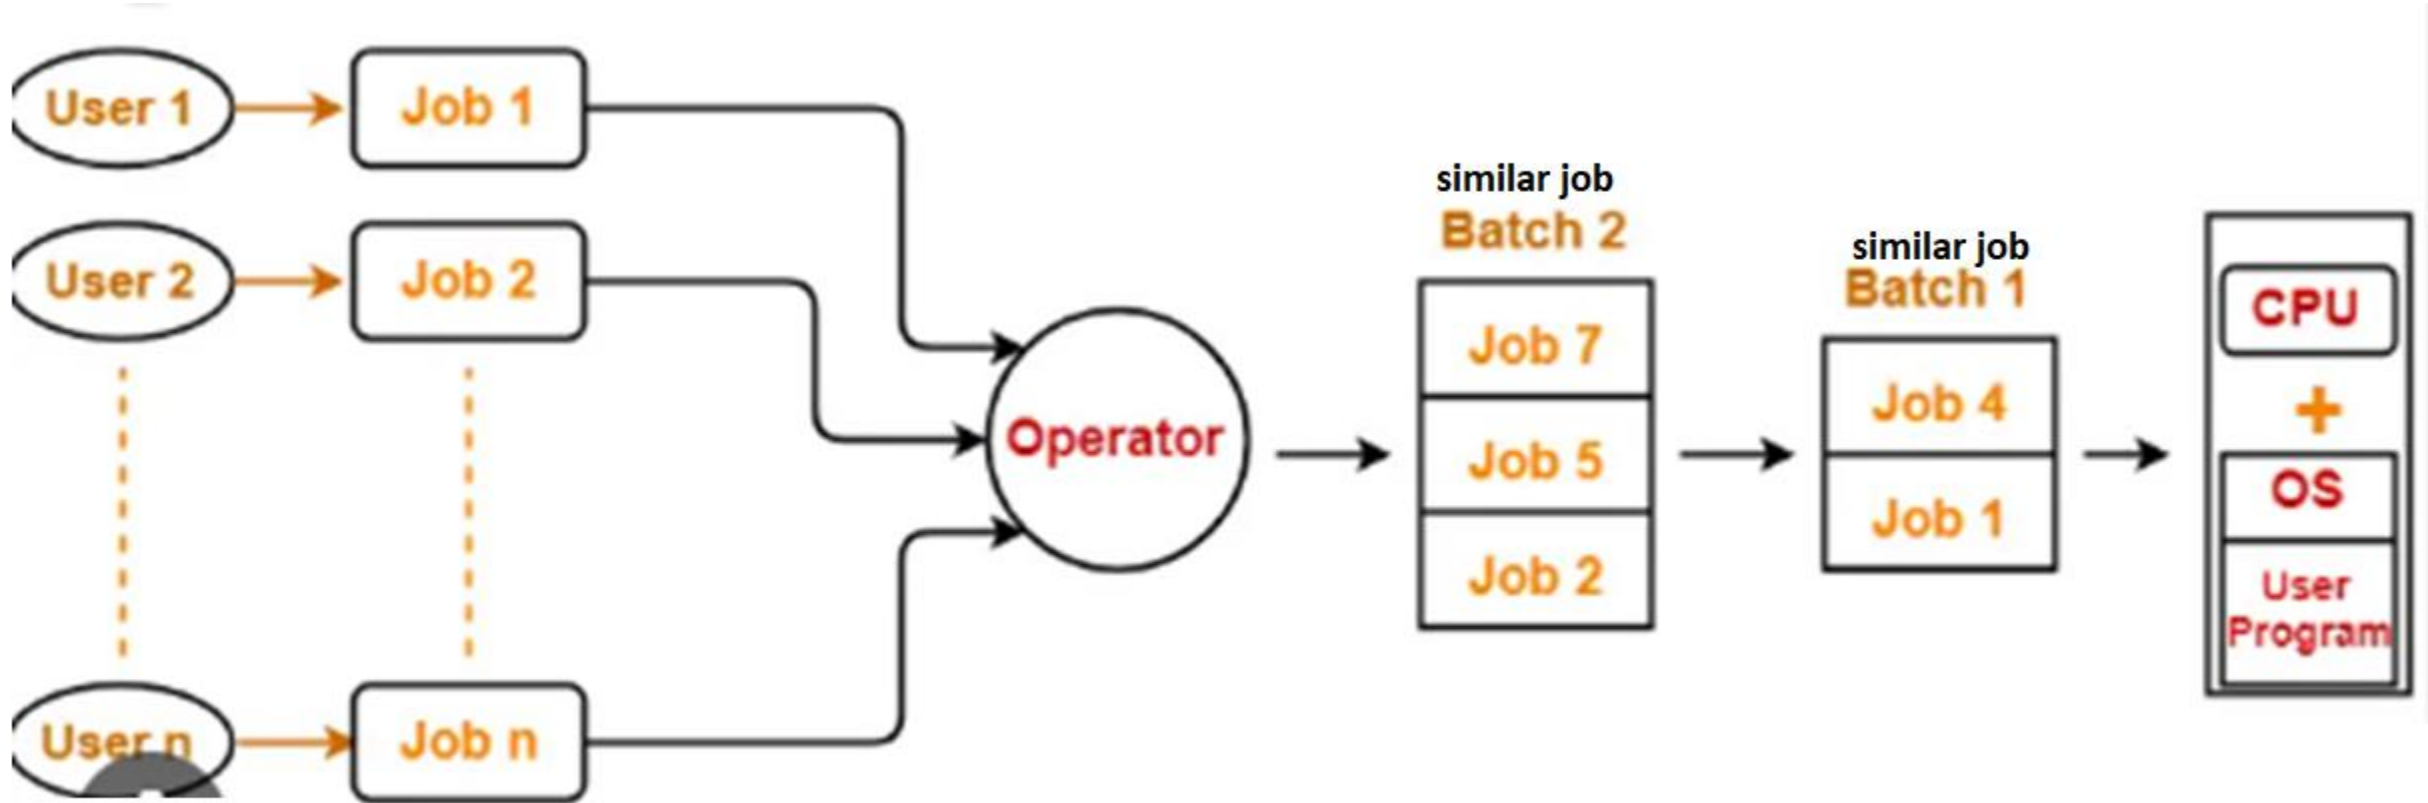 User 1
Job 1
User 2
Job 2
User n
Job n
Operator
similar job
Batch 2
Job 7
Job 5
Job 2
similar job
Batch 1
Job 4
Job 1
CPU
+
OS
User
Program